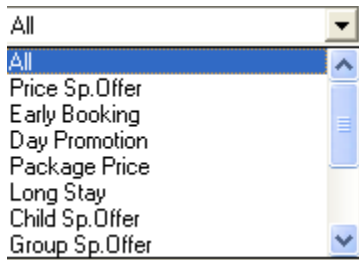 All
All
Price Sp.Offer
Early Booking
Day Promotion
Package Price
Long Stay
Child Sp.Offer
Group Sp.Offer